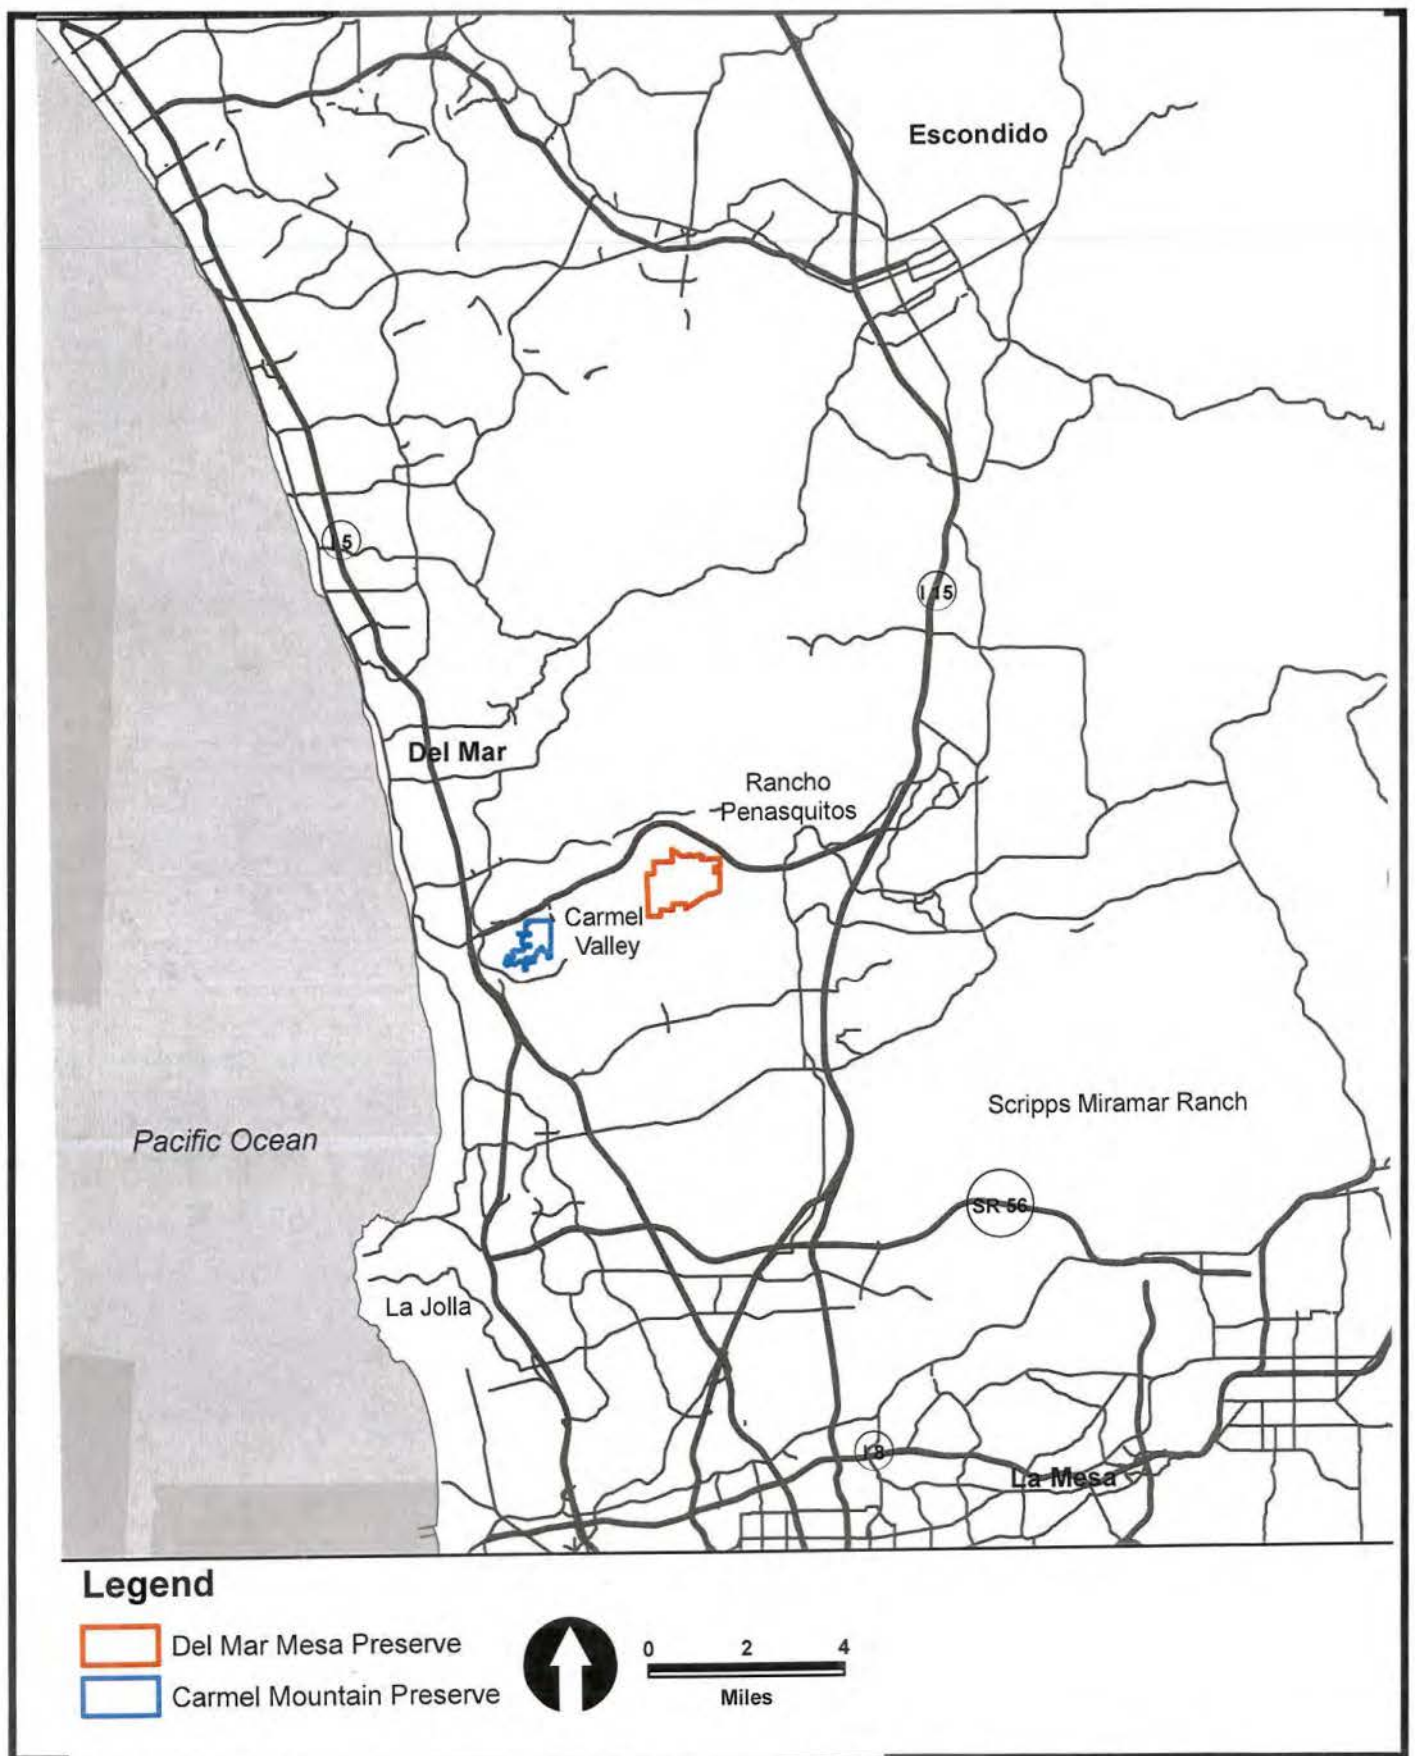 Escondido
I 5
I 15
Del Mar
Rancho
Penasquitos
Carmel
Valley
Scripps Miramar Ranch
Pacific Ocean
SR 56
La Jolla
I 8
La Mesa
Legend
Del Mar Mesa Preserve
Carmel Mountain Preserve
0 2 4
Miles